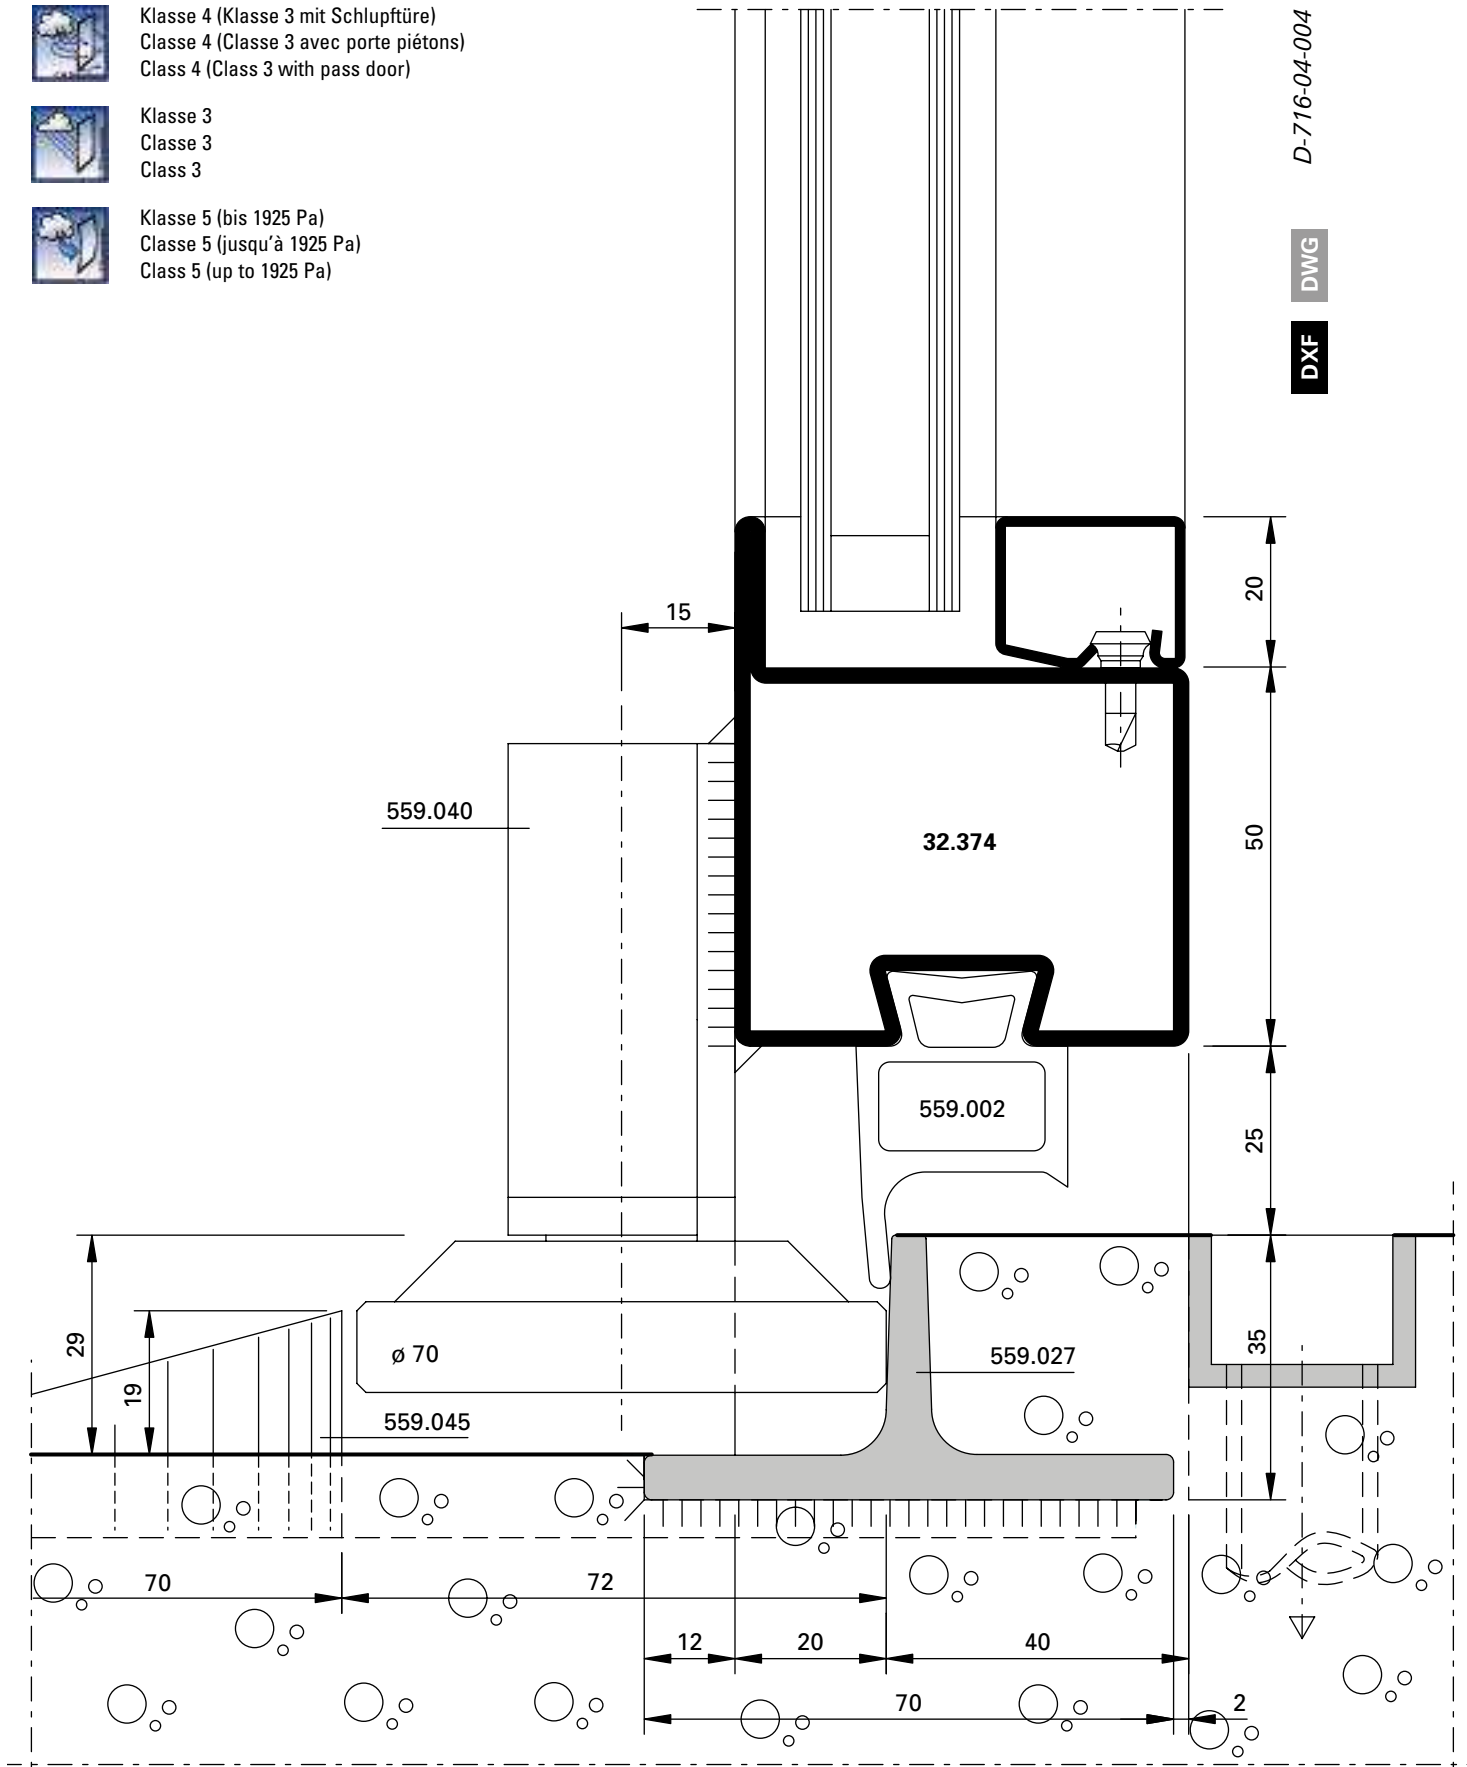 Klasse 4 (Klasse 3 mit Schlupftüre)
Classe 4 (Classe 3 avec porte piétons)
Class 4 (Class 3 with pass door)
Klasse 3
Classe 3
Class 3
Klasse 5 (bis 1925 Pa)
Classe 5 (jusqu'à 1925 Pa)
Class 5 (up to 1925 Pa)
D-716-04-004
DWG
DXF
20
15
559.040
32.374
50
559.002
25
29
19
ø 70
559.027
35
559.045
70
72
12
20
40
70
2